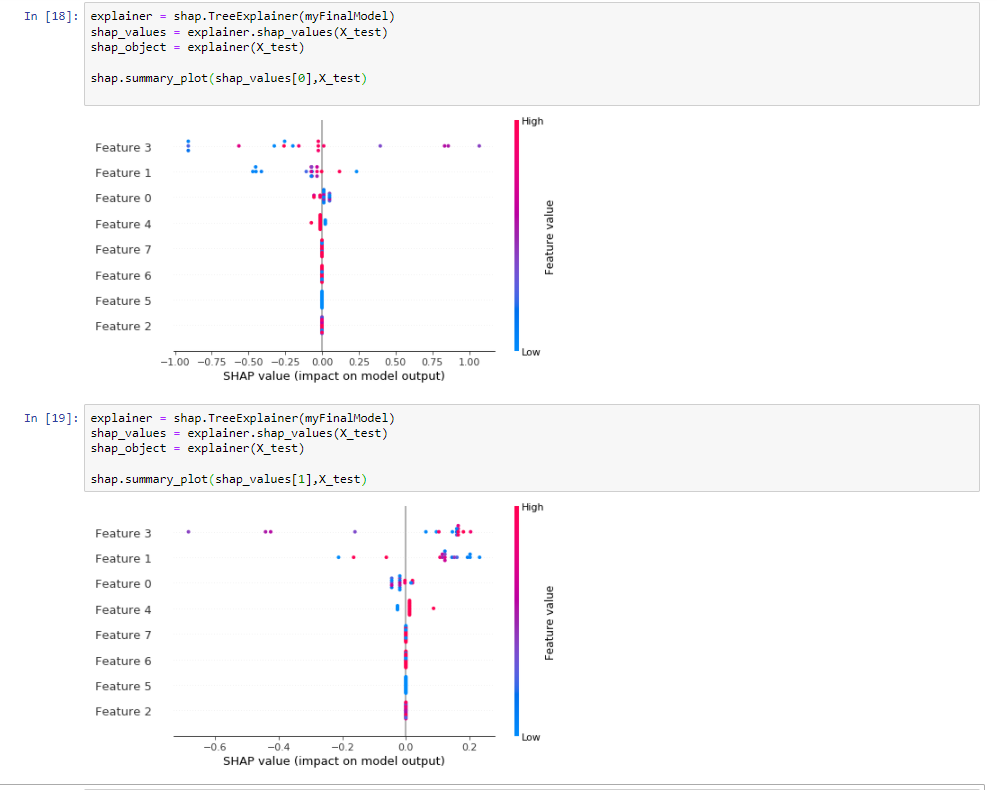 In [18]: explainer = shap.TreeExplainer(myFinalModel)
shap_values = explainer.shap_values(X_test)
shap_object = explainer(X_test)
shap.summary_plot(shap_values[0],X_test)
High
Feature 3
Feature 1
Feature 0
Feature 4
Feature 7
Feature 6
Feature 5
Feature 2
Feature value
Low
−1.00 −0.75 −0.50 −0.25 0.00 0.25 0.50 0.75 1.00
SHAP value (impact on model output)
In [19]: explainer = shap.TreeExplainer(myFinalModel)
shap_values = explainer.shap_values(X_test)
shap_object = explainer(X_test)
shap.summary_plot(shap_values[1],X_test)
High
Feature 3
Feature 1
Feature 0
Feature 4
Feature 7
Feature 6
Feature 5
Feature 2
Feature value
Low
−0.6 −0.4 −0.2 0.0 0.2
SHAP value (impact on model output)